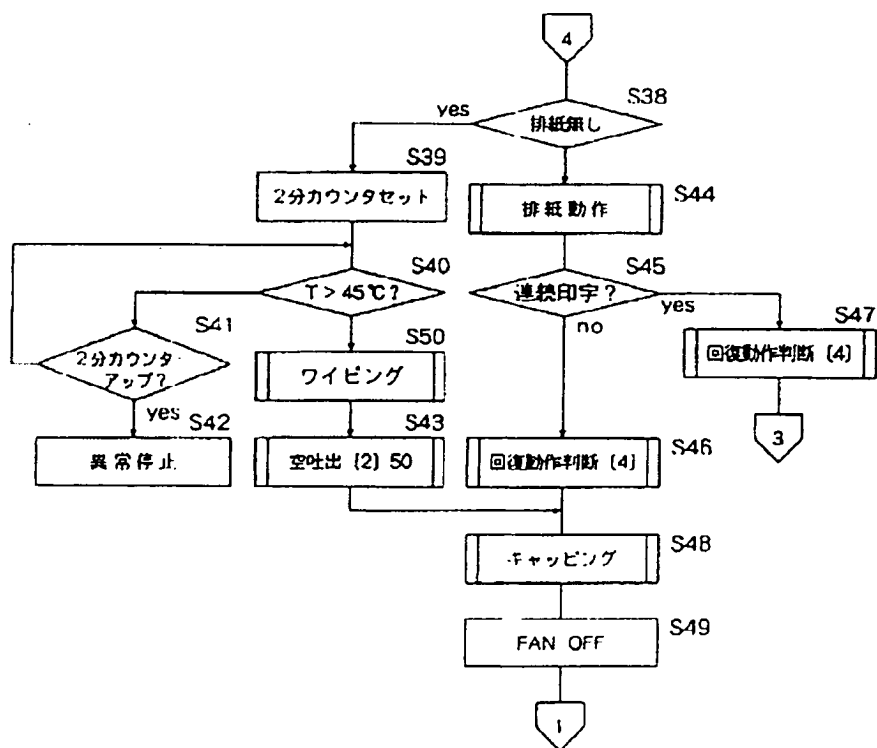 4
S38
yes
排紙無し
S39
2分カウンタセット
排紙動作
S44
S40
T > 45℃?
S45
連続印字?
yes
no
S41
2分カウンタ
アップ?
yes
S50
ワイピング
S47
回復動作判断 [4]
3
S42
異常停止
S43
空吐出 [2] 50
S46
回復動作判断 [4]
S48
キャッピング
S49
FAN OFF
1